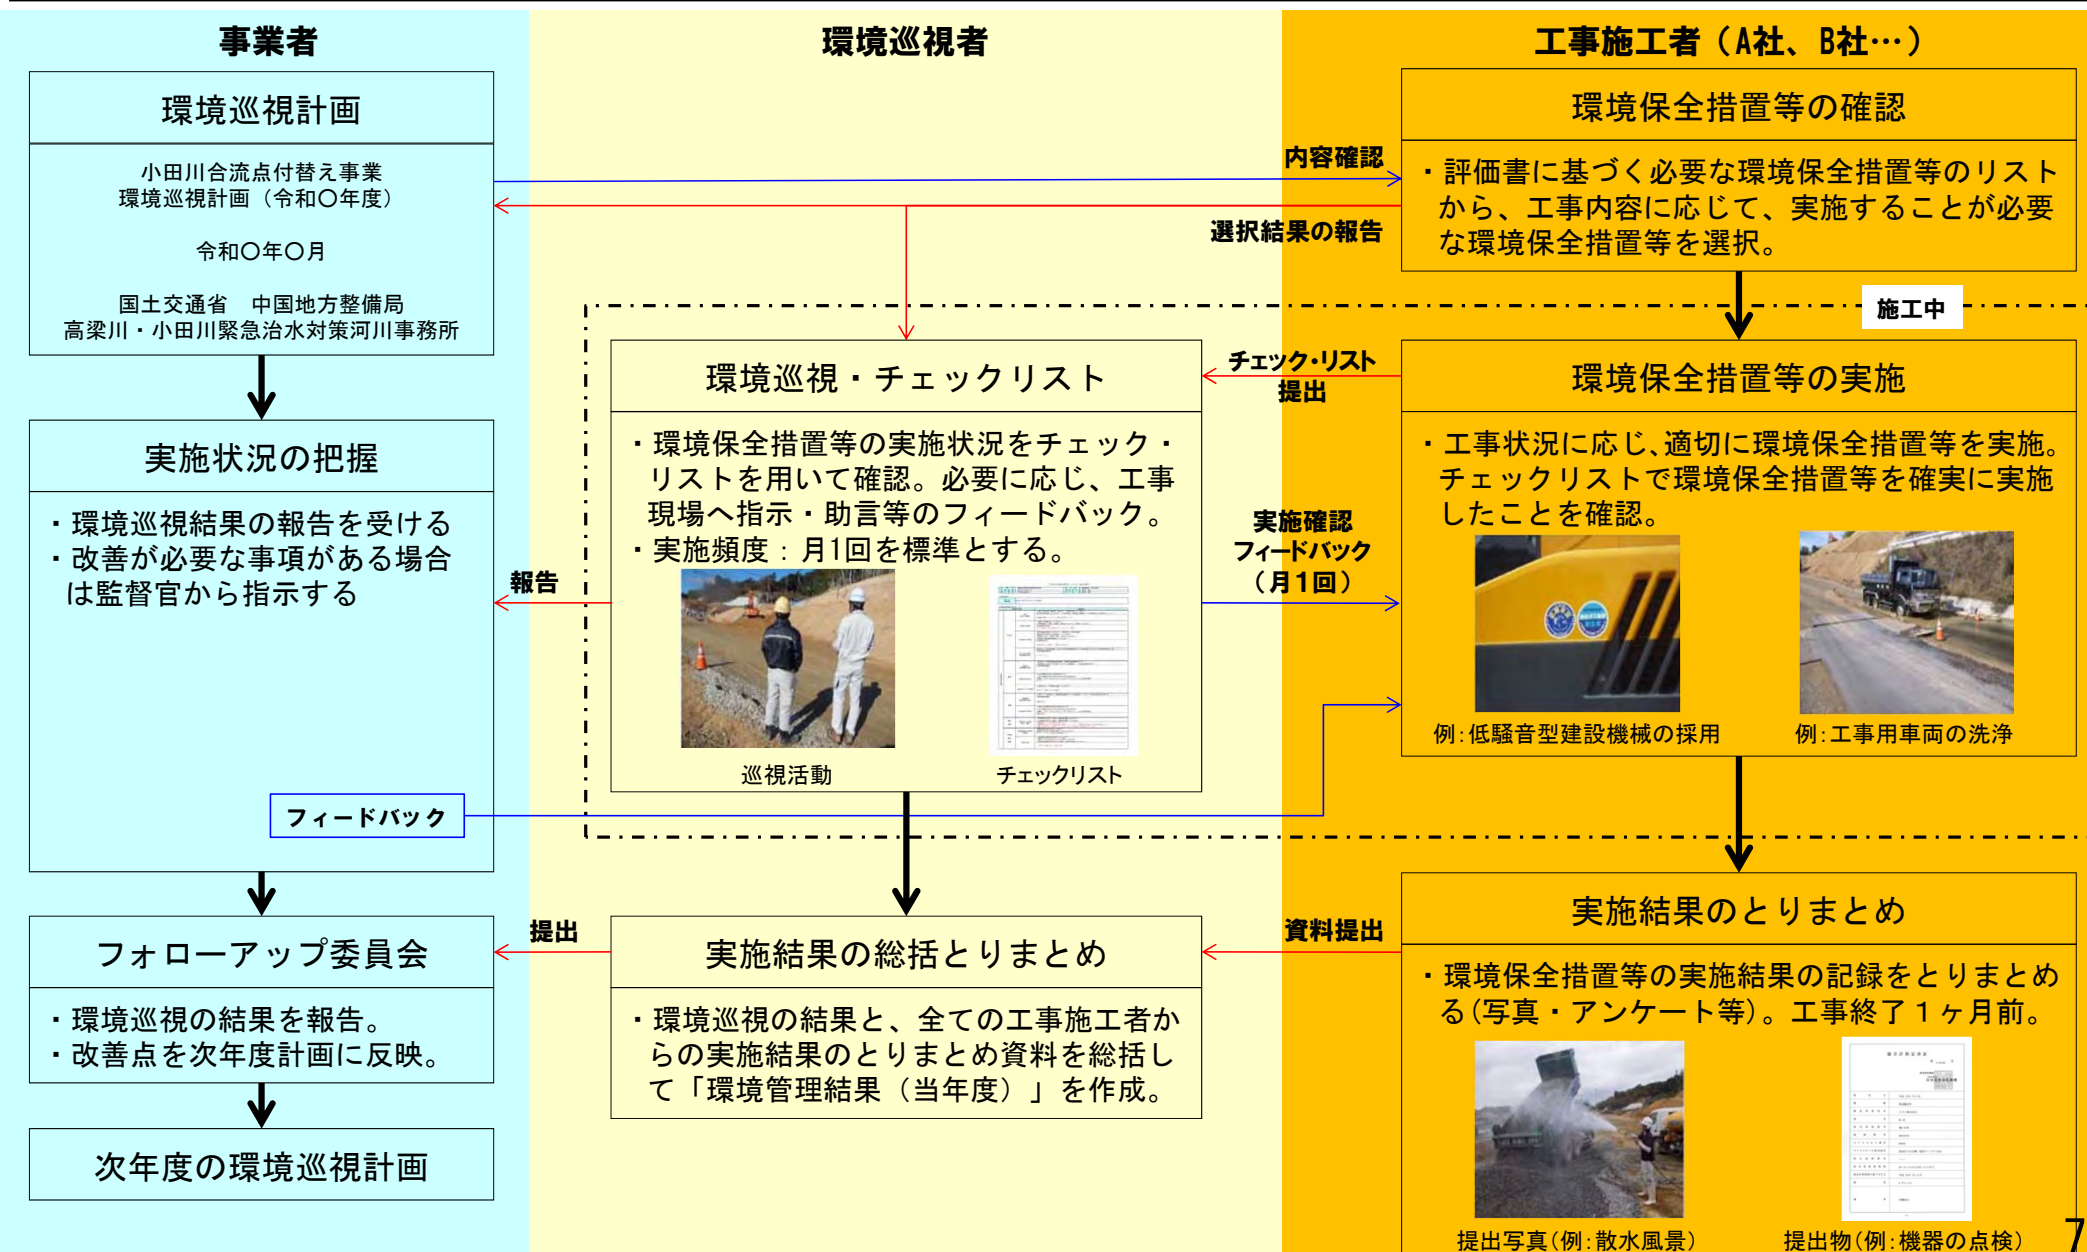 事業者
環境巡視計画
小田川合流点付替え事業
環境巡視計画（令和〇年度）
令和〇年〇月
国土交通省　中国地方整備局
高梁川・小田川緊急治水対策河川事務所
実施状況の把握
・環境巡視結果の報告を受ける
・改善が必要な事項がある場合
は監督官から指示する
フィードバック
フォローアップ委員会
・環境巡視の結果を報告。
・改善点を次年度計画に反映。
次年度の環境巡視計画
報告
提出
環境巡視者
環境巡視・チェックリスト
・環境保全措置等の実施状況をチェック・
リストを用いて確認。必要に応じ、工事
現場へ指示・助言等のフィードバック。
・実施頻度：月1回を標準とする。
巡視活動
チェックリスト
実施結果の総括とりまとめ
・環境巡視の結果と、全ての工事施工者か
らの実施結果のとりまとめ資料を総括し
て「環境管理結果（当年度）」を作成。
内容確認
選択結果の報告
チェック・リスト
提出
実施確認
フィードバック
（月1回）
資料提出
工事施工者（A社、B社…）
環境保全措置等の確認
・評価書に基づく必要な環境保全措置等のリスト
から、工事内容に応じて、実施することが必要
な環境保全措置等を選択。
施工中
環境保全措置等の実施
・工事状況に応じ、適切に環境保全措置等を実施。
チェックリストで環境保全措置等を確実に実施
したことを確認。
例：低騒音型建設機械の採用
例：工事用車両の洗浄
実施結果のとりまとめ
・環境保全措置等の実施結果の記録をとりまとめ
る（写真・アンケート等）。工事終了１ヶ月前。
提出写真（例：散水風景）
提出物（例：機器の点検）
7